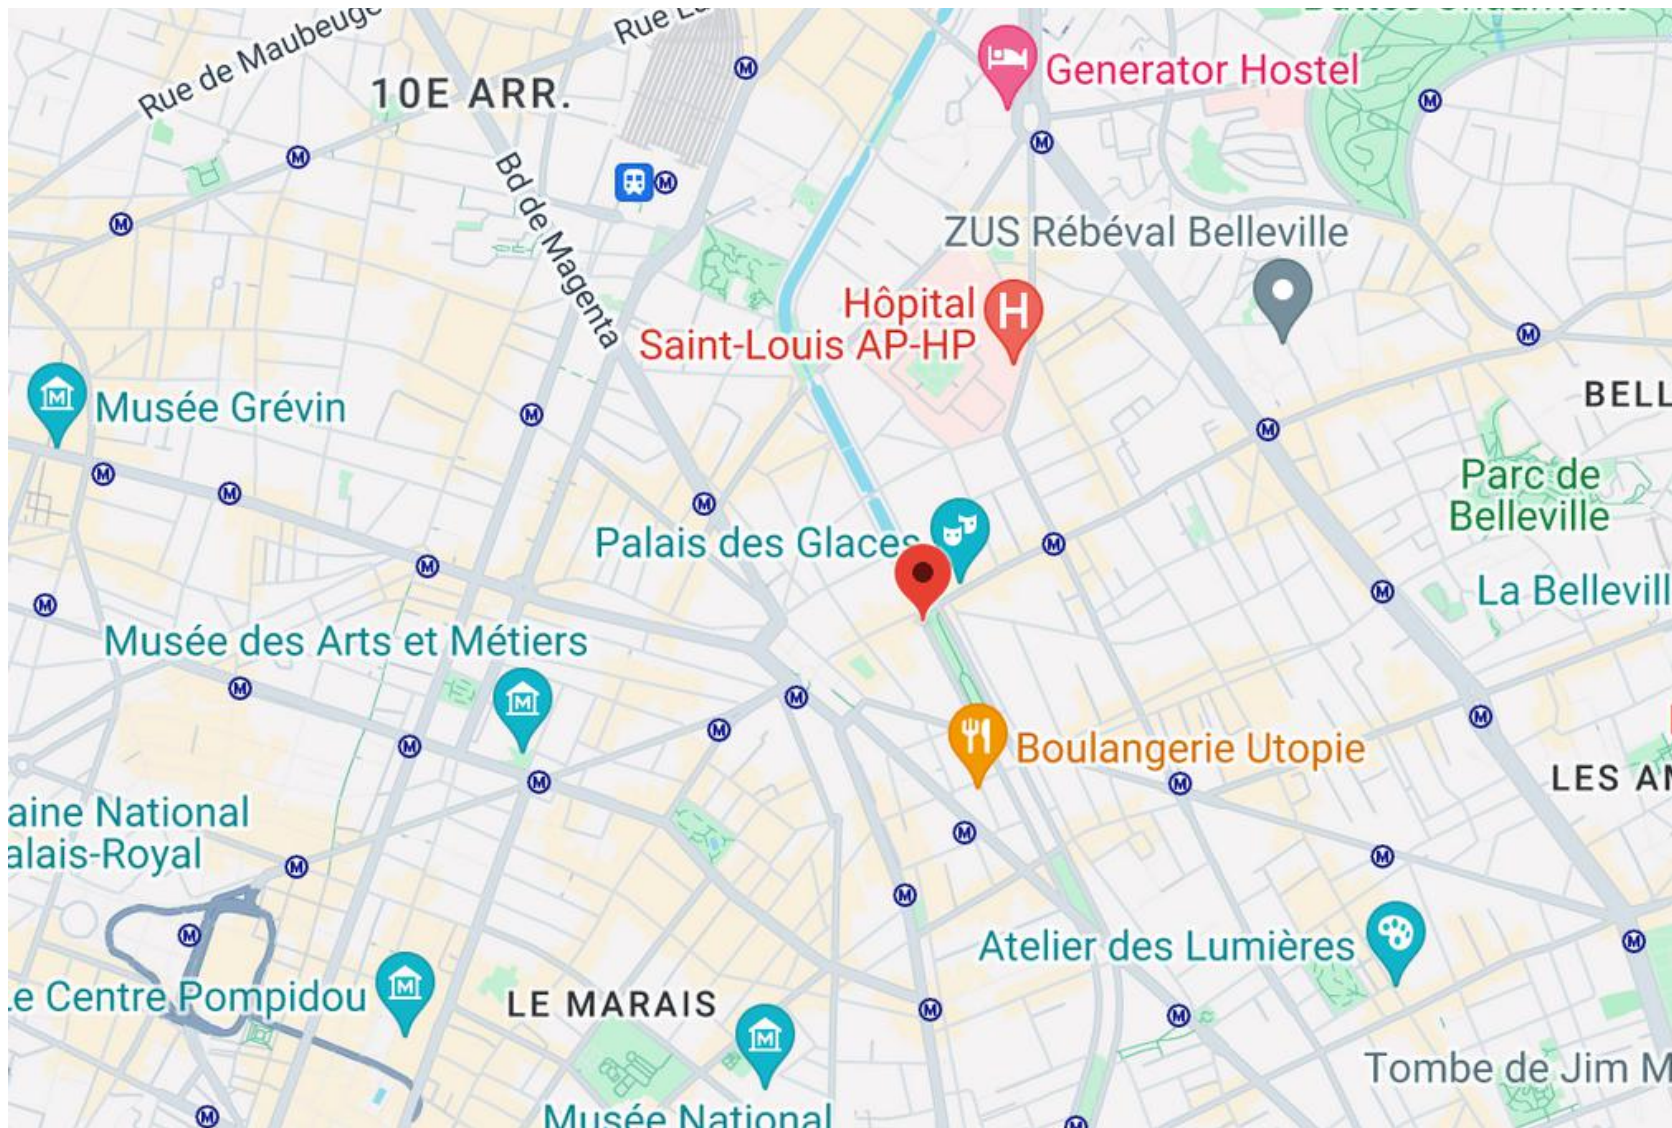 Rue de Maubeuge
10E ARR.
Bd de Magenta
Generator Hostel
ZUS Rébéval Belleville
Hôpital
Saint-Louis AP-HP
Musée Grévin
BELL
Parc de
Belleville
Palais des Glaces
La Bellevill
Musée des Arts et Métiers
Boulangerie Utopie
LES AM
aine National
alais-Royal
Atelier des Lumières
e Centre Pompidou
LE MARAIS
Tombe de Jim M
Musée National